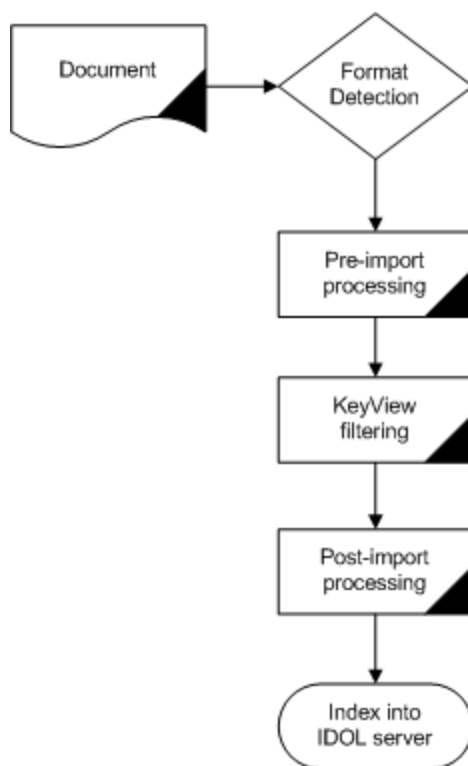 Document
Format
Detection
Pre-import
processing
KeyView
filtering
Post-import
processing
Index into
IDOL server